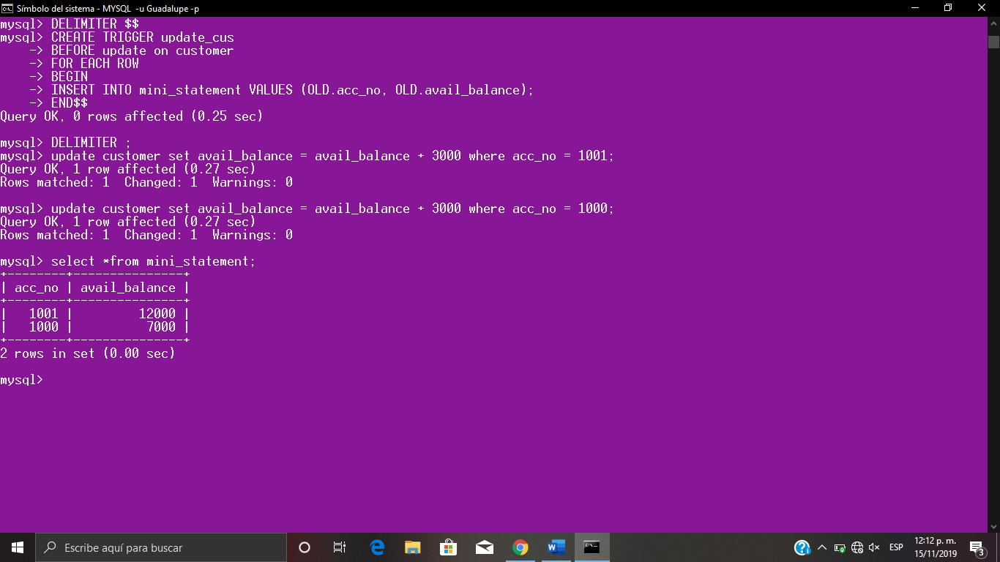 Símbolo del sistema - MYSQL -u Guadalupe -p
mysql> DELIMITER $$
mysql> CREATE TRIGGER update_cus
    -> BEFORE update on customer
    -> FOR EACH ROW
    -> BEGIN
    -> INSERT INTO mini_statement VALUES (OLD.acc_no, OLD.avail_balance);
    -> END$$
Query OK, 0 rows affected (0.25 sec)

mysql> DELIMITER ;
mysql> update customer set avail_balance = avail_balance + 3000 where acc_no = 1001;
Query OK, 1 row affected (0.27 sec)
Rows matched: 1  Changed: 1  Warnings: 0

mysql> update customer set avail_balance = avail_balance + 3000 where acc_no = 1000;
Query OK, 1 row affected (0.27 sec)
Rows matched: 1  Changed: 1  Warnings: 0

mysql> select *from mini_statement;
+--------+---------------+
| acc_no | avail_balance |
+--------+---------------+
|   1001 |         12000 |
|   1000 |          7000 |
+--------+---------------+
2 rows in set (0.00 sec)

mysql>
Escribe aquí para buscar
ESP
12:12 p. m.
15/11/2019
3